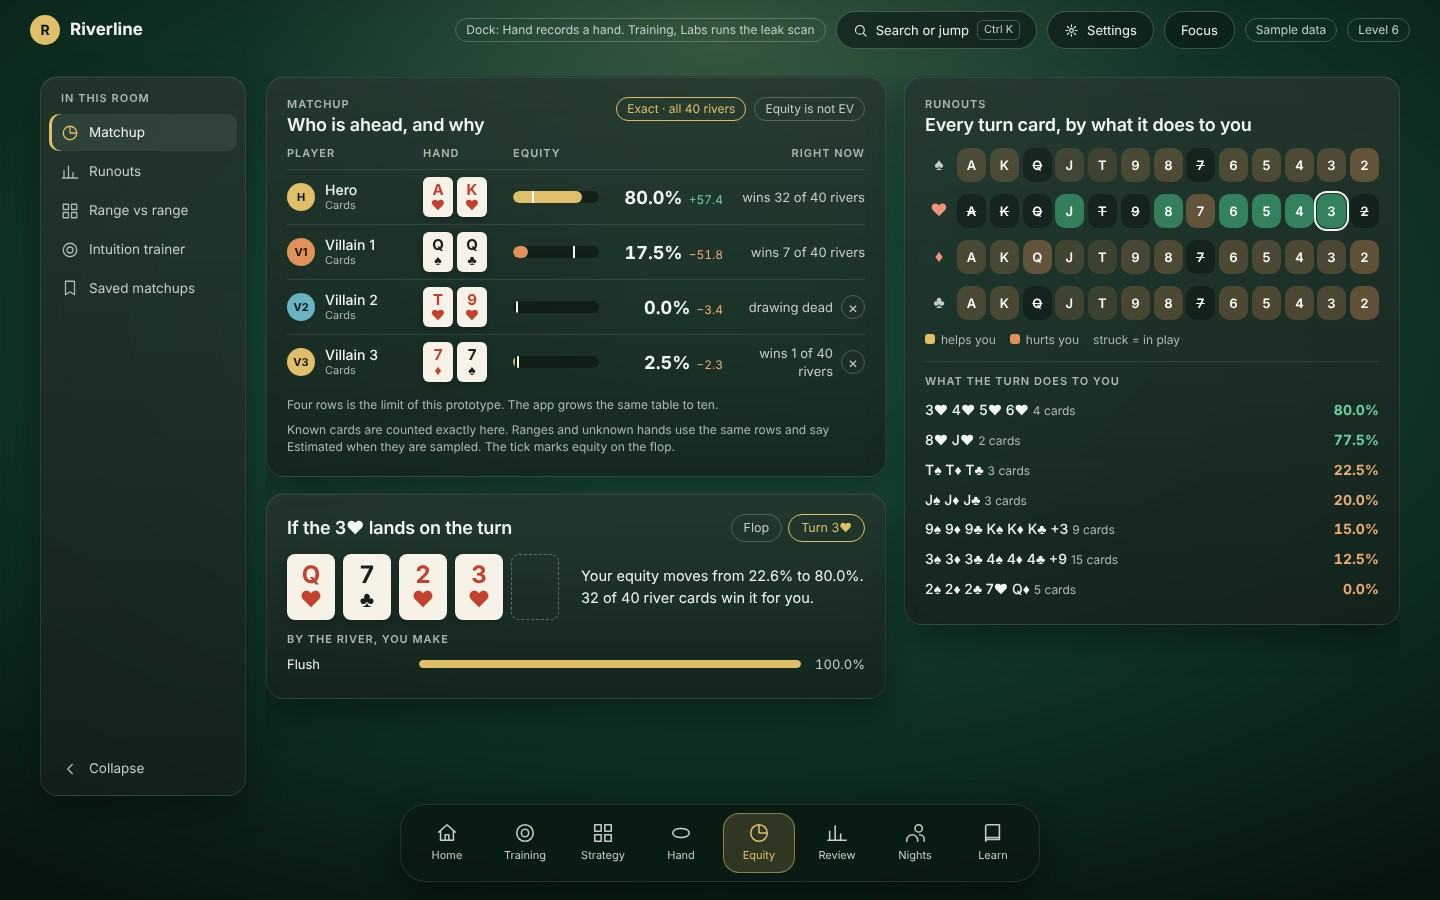 R Riverline
Dock: Hand records a hand. Training, Labs runs the leak scan
Search or jump Ctrl K
Settings
Focus
Sample data
Level 6
IN THIS ROOM
Matchup
Runouts
Range vs range
Intuition trainer
Saved matchups
Collapse
MATCHUP
Who is ahead, and why
Exact · all 40 rivers
Equity is not EV
PLAYER HAND EQUITY RIGHT NOW
H Hero A♥ K♥ 80.0% +57.4 wins 32 of 40 rivers
Cards
V1 Villain 1 Q♠ Q♣ 17.5% −51.8 wins 7 of 40 rivers
Cards
V2 Villain 2 T♥ 9♥ 0.0% −3.4 drawing dead ×
Cards
V3 Villain 3 7♦ 7♠ 2.5% −2.3 wins 1 of 40 ×
Cards rivers
Four rows is the limit of this prototype. The app grows the same table to ten.
Known cards are counted exactly here. Ranges and unknown hands use the same rows and say
Estimated when they are sampled. The tick marks equity on the flop.
If the 3♥ lands on the turn
Flop
Turn 3♥
Q♥ 7♣ 2♥ 3♥
Your equity moves from 22.6% to 80.0%.
32 of 40 river cards win it for you.
BY THE RIVER, YOU MAKE
Flush 100.0%
RUNOUTS
Every turn card, by what it does to you
♠ A K Q J T 9 8 7 6 5 4 3 2
♥ A K Q J T 9 8 7 6 5 4 3 2
♦ A K Q J T 9 8 7 6 5 4 3 2
♣ A K Q J T 9 8 7 6 5 4 3 2
helps you hurts you struck = in play
WHAT THE TURN DOES TO YOU
3♥ 4♥ 5♥ 6♥ 4 cards 80.0%
8♥ J♥ 2 cards 77.5%
T♠ T♦ T♣ 3 cards 22.5%
J♠ J♦ J♣ 3 cards 20.0%
9♠ 9♦ 9♣ K♠ K♦ K♣ +3 9 cards 15.0%
3♠ 3♦ 3♣ 4♠ 4♦ 4♣ +9 15 cards 12.5%
2♠ 2♦ 2♣ 7♥ Q♦ 5 cards 0.0%
Home
Training
Strategy
Hand
Equity
Review
Nights
Learn